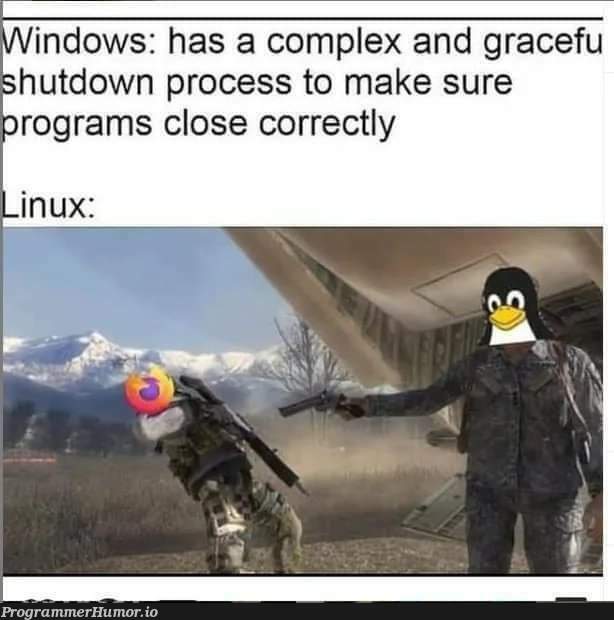 Windows: has a complex and gracefu
shutdown process to make sure
programs close correctly
Linux:
ProgrammerHumor.io